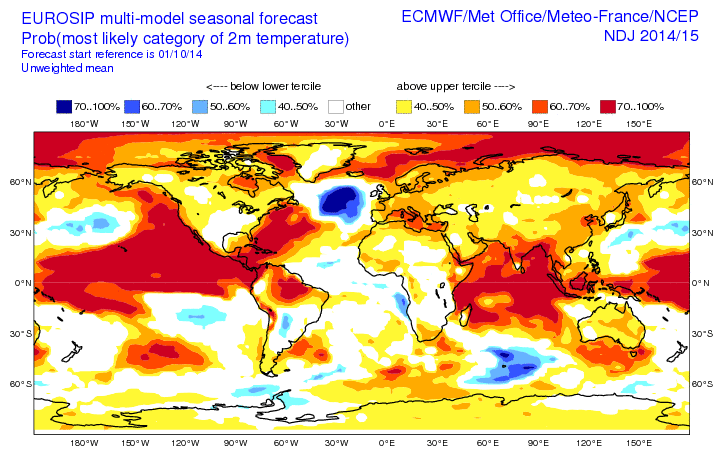 EUROSIP multi-model seasonal forecast
ECMWF/Met Office/Meteo-France/NCEP
Prob(most likely category of 2m temperature)
NDJ 2014/15
Forecast start reference is 01/10/14
Unweighted mean
<---- below lower tercile
above upper tercile ---->
70..100% 60..70% 50..60% 40..50% other 40..50% 50..60% 60..70% 70..100%
180°W 150°W 120°W 90°W 60°W 30°W 0°E 30°E 60°E 90°E 120°E 150°E
60°N 60°N
30°N 30°N
0°N 0°N
30°S 30°S
60°S 60°S
180°W 150°W 120°W 90°W 60°W 30°W 0°E 30°E 60°E 90°E 120°E 150°E